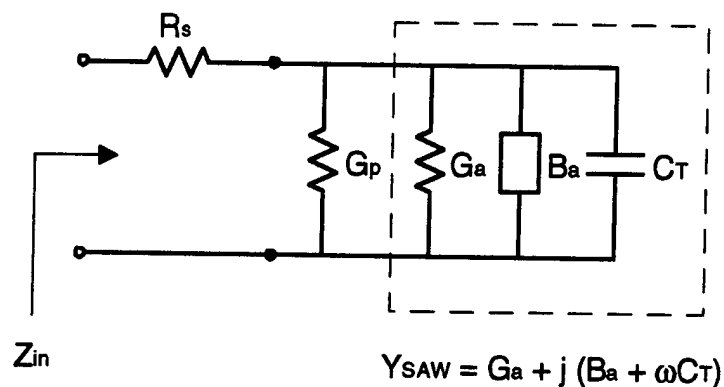 Rs
Gp
Ga
Ba
CT
Zin
YSAW = Ga + j (Ba + ωCT)